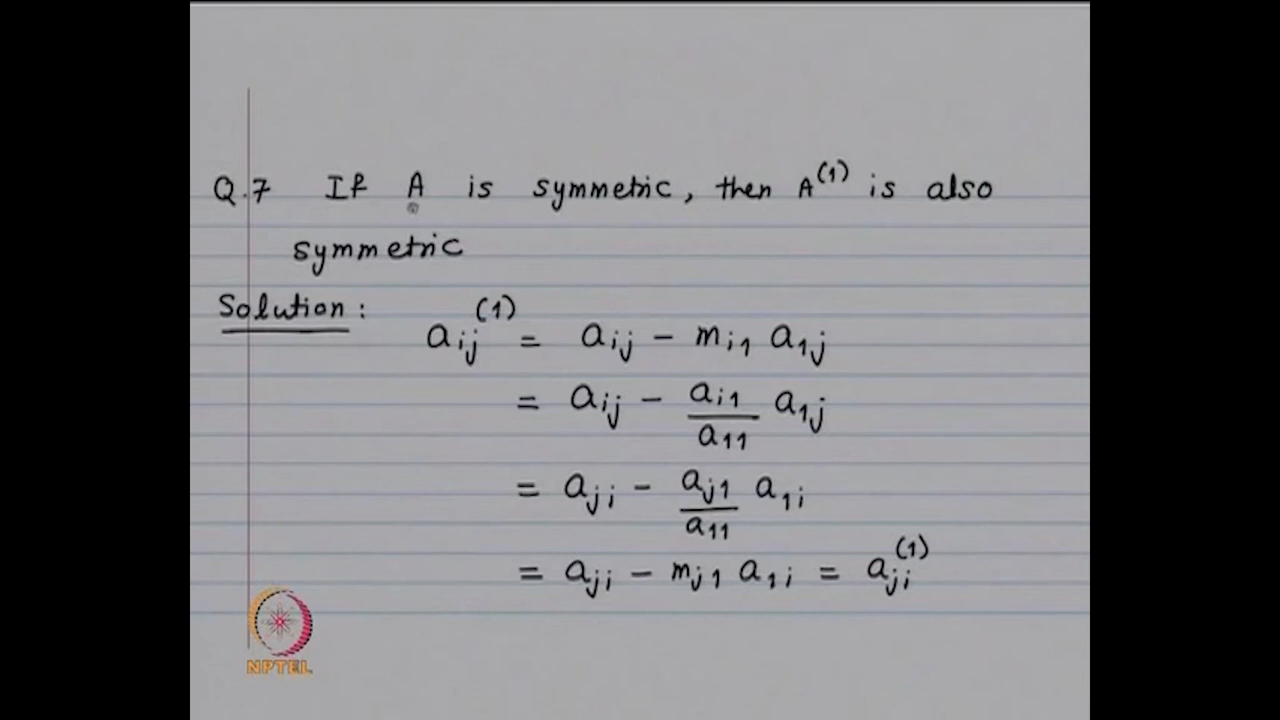 Q.7 If A is symmetric, then A^(1) is also
symmetric
Solution:
a_ij^(1) = a_ij - m_i1 a_1j
= a_ij - a_i1/a_11 a_1j
= a_ji - a_j1/a_11 a_1i
= a_ji - m_j1 a_1i = a_ji^(1)
NPTEL